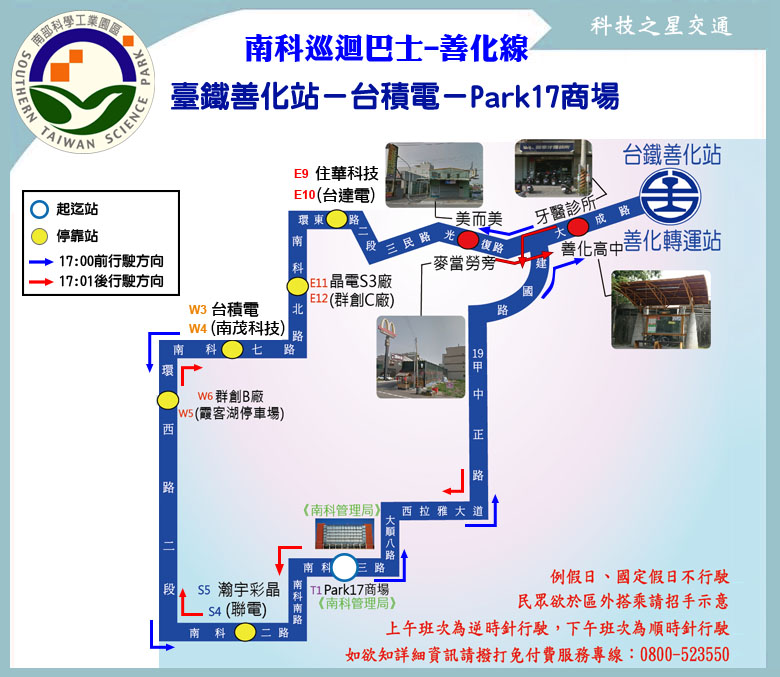 科技之星交通
南部科學工業園區
SOUTHERN TAIWAN SCIENCE PARK
南科巡迴巴士-善化線
臺鐵善化站－台積電－Park17商場
起迄站
停靠站
17:00前行駛方向
17:01後行駛方向
台鐵善化站
善化轉運站
牙醫診所
大成路
善化高中
美而美
光復路
麥當勞旁
三民路
E9 住華科技
E10(台達電)
環東路二段
建國路
南科北路
E11晶電S3廠
E12(群創C廠)
W3 台積電
W4 (南茂科技)
南科七路
19甲中正路
W6 群創B廠
W5(霞客湖停車場)
環西路二段
西拉雅大道
《南科管理局》
大順八路
南科三路
T1 Park17商場
《南科管理局》
南科南路
S5 瀚宇彩晶
S4 (聯電)
南科二路
例假日、國定假日不行駛
民眾欲於區外搭乘請招手示意
上午班次為逆時針行駛，下午班次為順時針行駛
如欲知詳細資訊請撥打免付費服務專線：0800-523550